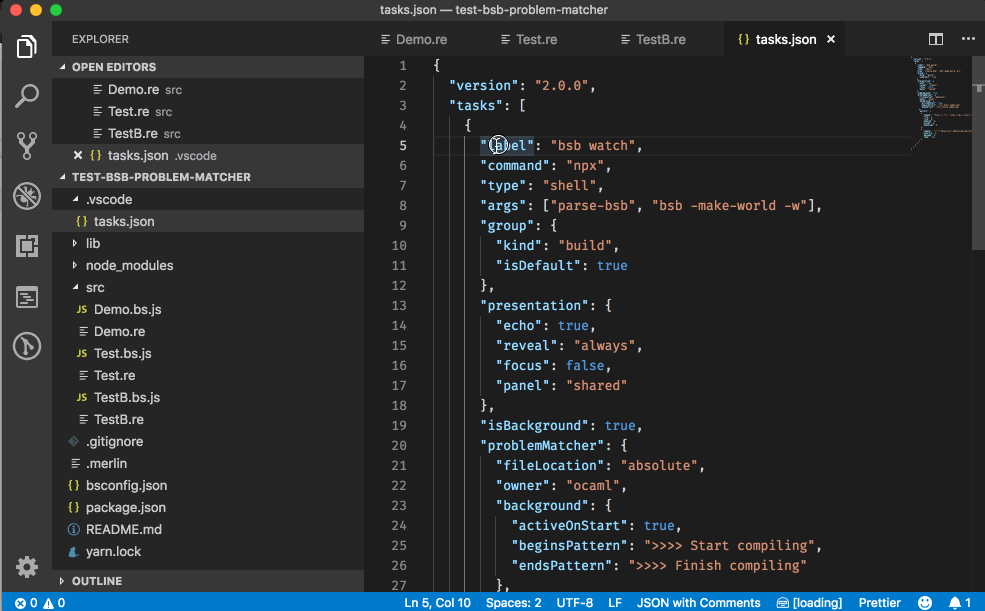 tasks.json — test-bsb-problem-matcher
EXPLORER
OPEN EDITORS
Demo.re src
Test.re src
TestB.re src
tasks.json .vscode
TEST-BSB-PROBLEM-MATCHER
.vscode
{} tasks.json
lib
node_modules
src
JS Demo.bs.js
Demo.re
JS Test.bs.js
Test.re
JS TestB.bs.js
TestB.re
.gitignore
.merlin
{} bsconfig.json
{} package.json
README.md
yarn.lock
OUTLINE
Demo.re Test.re TestB.re {} tasks.json
1 {
2 "version": "2.0.0",
3 "tasks": [
4 {
5 "label": "bsb watch",
6 "command": "npx",
7 "type": "shell",
8 "args": ["parse-bsb", "bsb -make-world -w"],
9 "group": {
10 "kind": "build",
11 "isDefault": true
12 },
13 "presentation": {
14 "echo": true,
15 "reveal": "always",
16 "focus": false,
17 "panel": "shared"
18 },
19 "isBackground": true,
20 "problemMatcher": {
21 "fileLocation": "absolute",
22 "owner": "ocaml",
23 "background": {
24 "activeOnStart": true,
25 "beginsPattern": ">>>> Start compiling",
26 "endsPattern": ">>>> Finish compiling"
27 },
0 0 Ln 5, Col 10 Spaces: 2 UTF-8 LF JSON with Comments [loading] Prettier 1